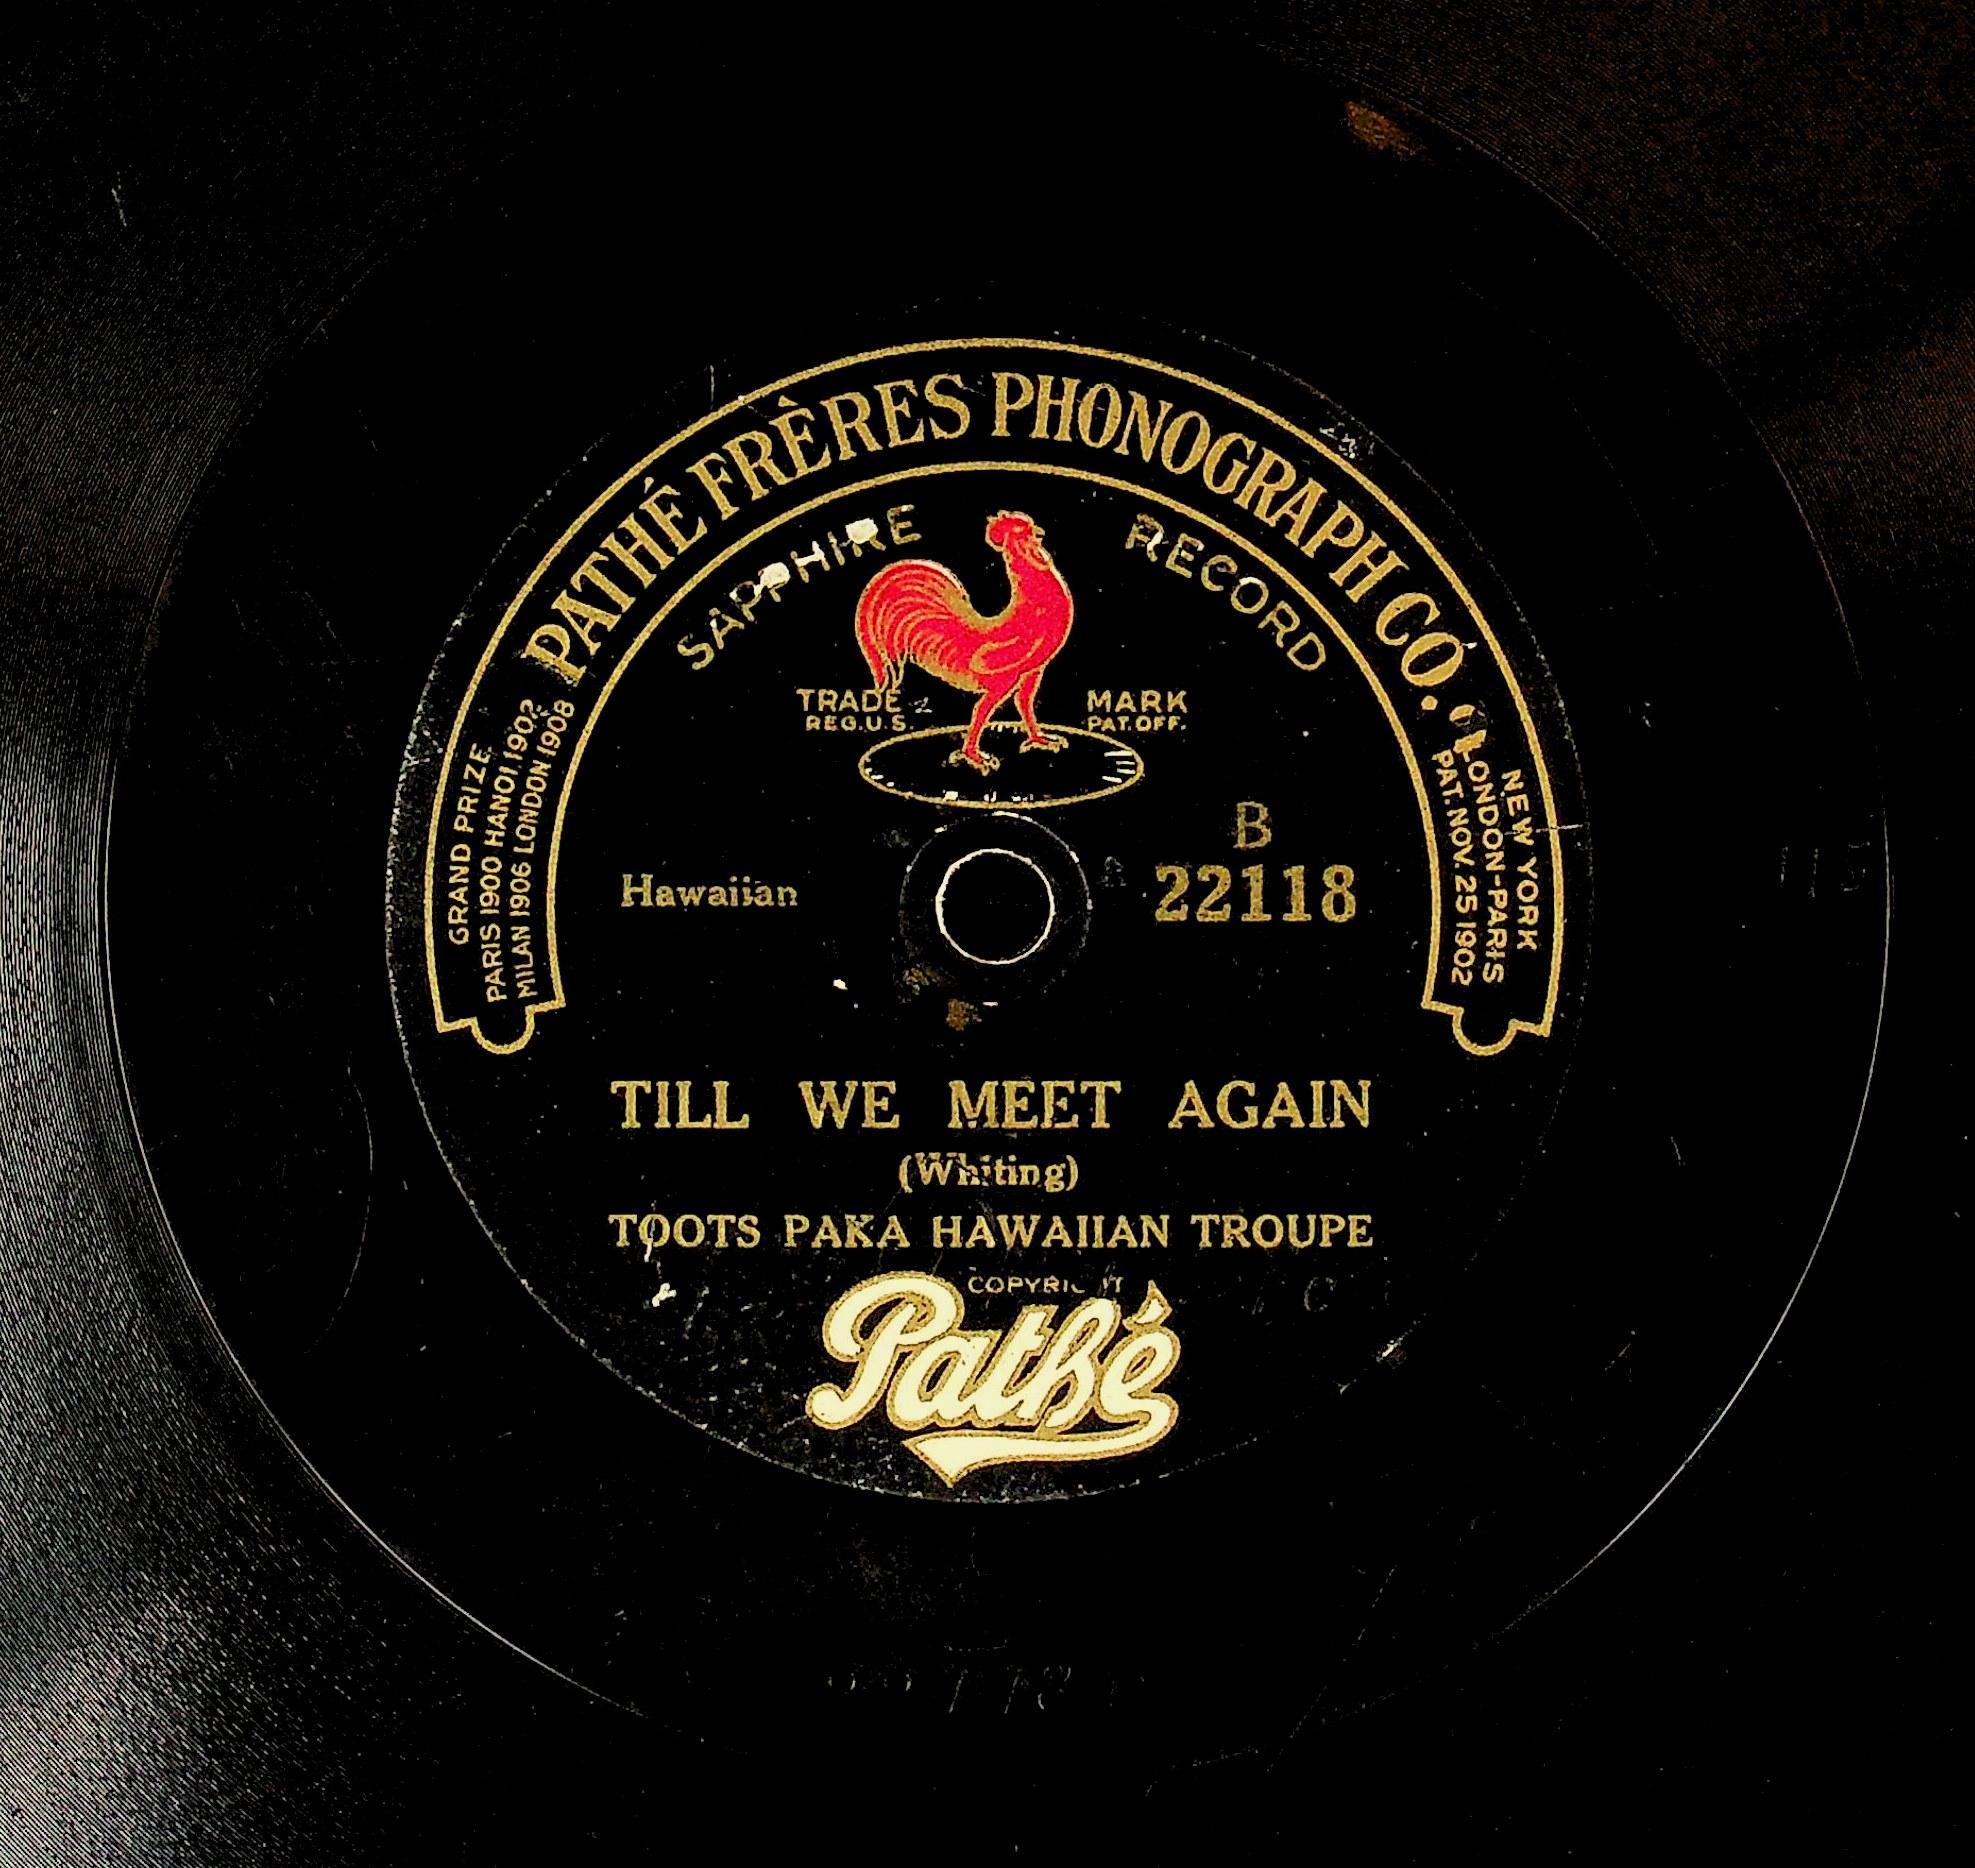 PATHÉ FRÈRES PHONOGRAPH CO.
GRAND PRIZE
PARIS 1900 HANOI 1902
MILAN 1906 LONDON 1908
NEW YORK
LONDON-PARIS
PAT. NOV. 25 1902
SAPPHIRE RECORD
TRADE MARK
REG.U.S. PAT.OFF.
B
Hawaiian 22118
TILL WE MEET AGAIN
(Whiting)
TOOTS PAKA HAWAIIAN TROUPE
Pathé